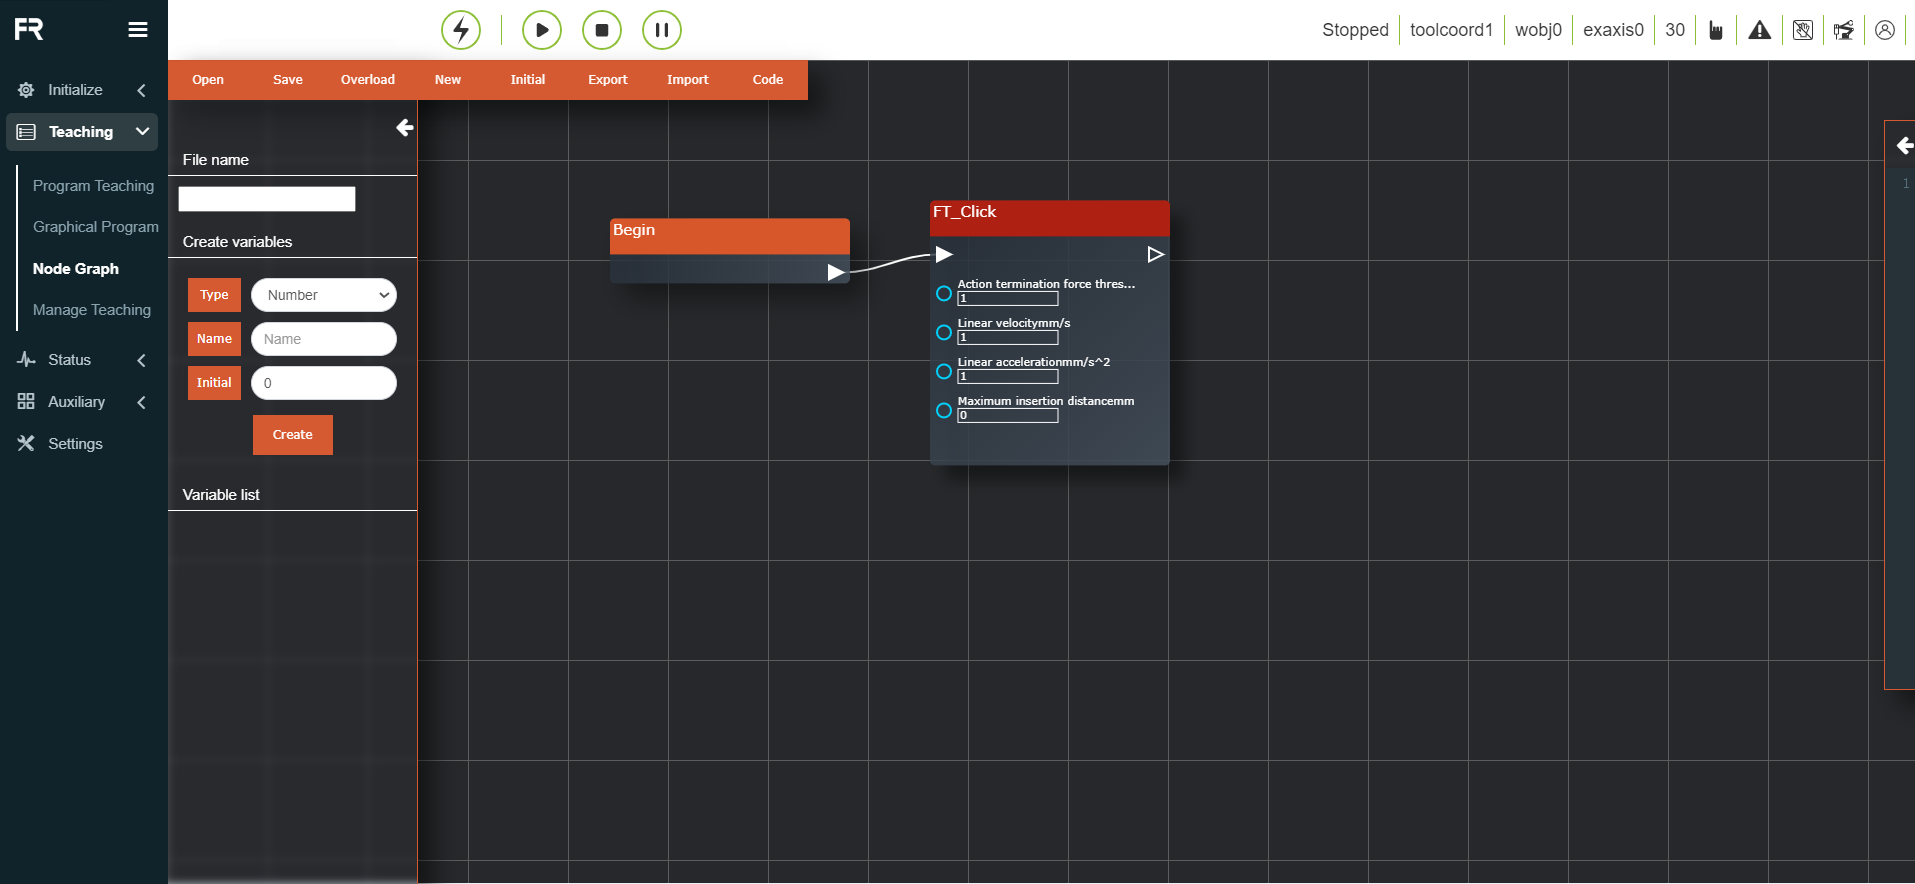 FR
Stopped
toolcoord1
wobj0
exaxis0
30
Open
Save
Overload
New
Initial
Export
Import
Code
Initialize
Teaching
Program Teaching
Graphical Program
Node Graph
Manage Teaching
Status
Auxiliary
Settings
File name
Create variables
Type
Number
Name
Name
Initial
0
Create
Variable list
Begin
FT_Click
Action termination force thres...
1
Linear velocitymm/s
1
Linear accelerationmm/s^2
1
Maximum insertion distancemm
0
1